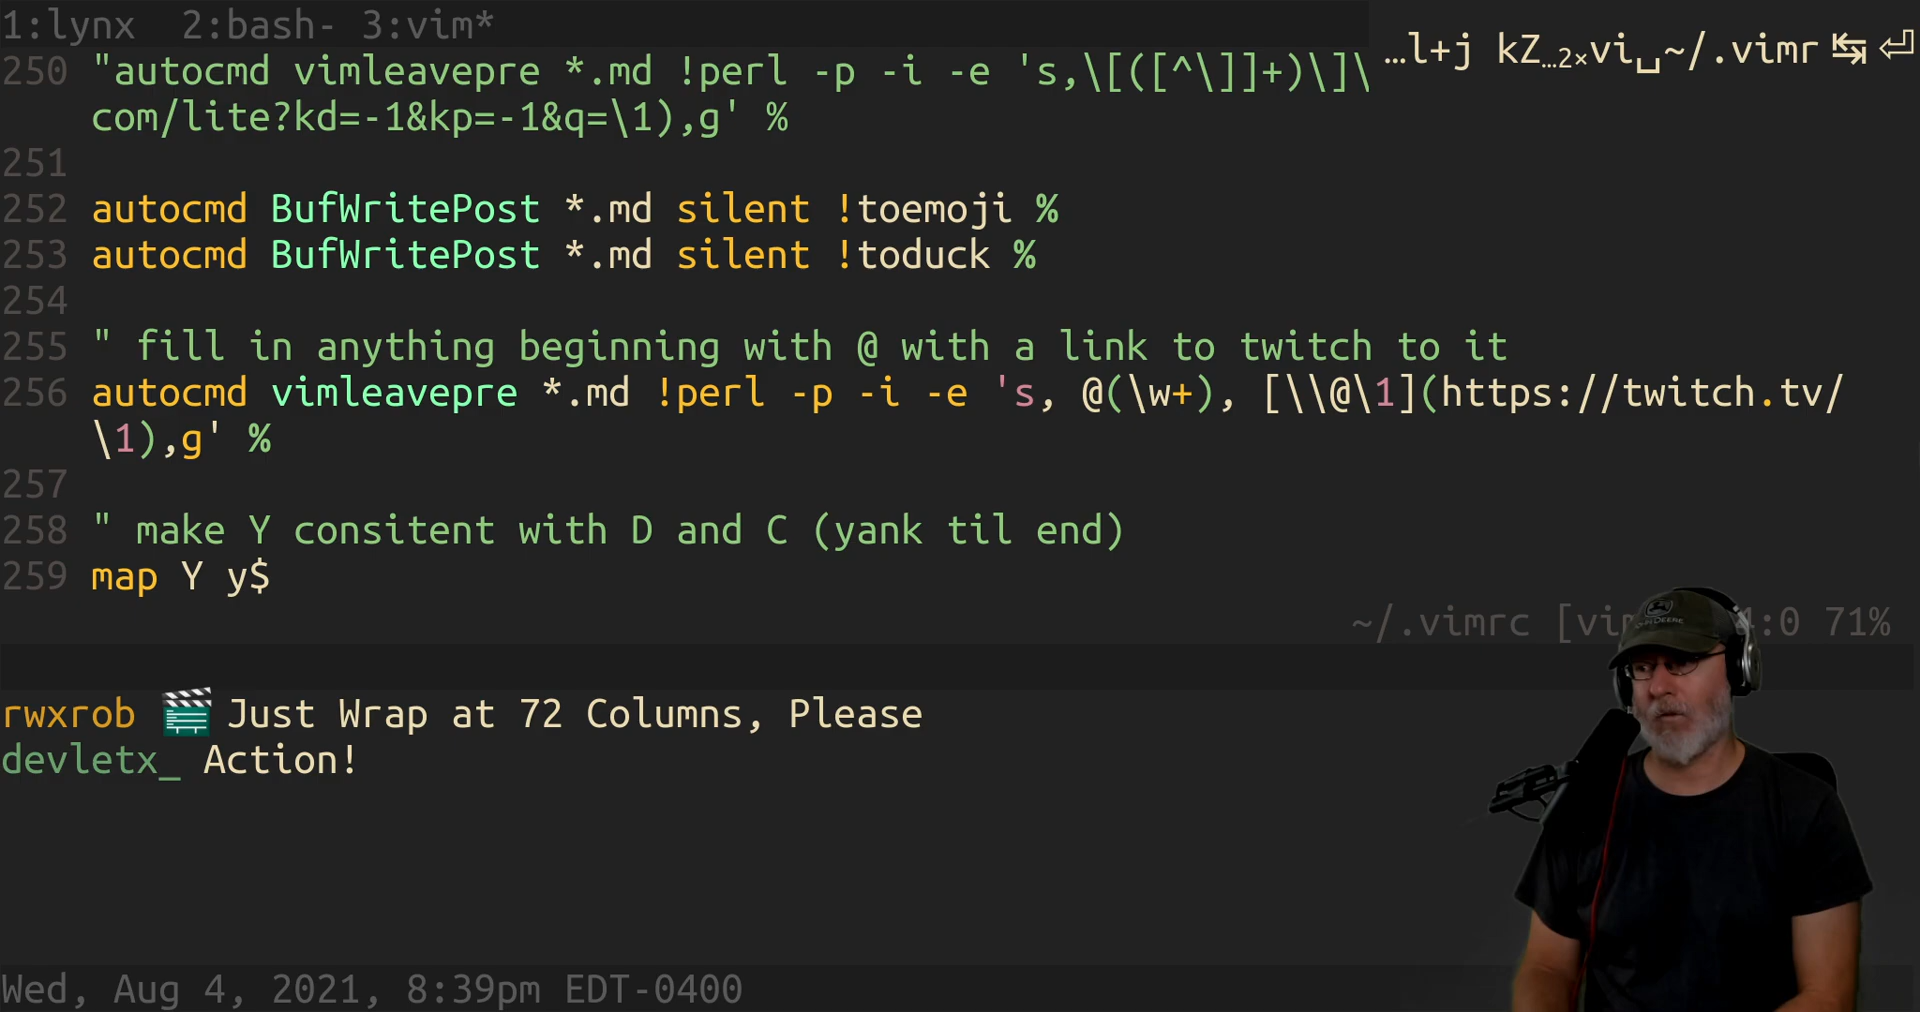 1:lynx  2:bash- 3:vim*
…l+j kZ…2×vi␣~/.vimr ↹ ⏎
250 "autocmd vimleavepre *.md !perl -p -i -e 's,\[([^\]]+)\]\
com/lite?kd=-1&kp=-1&q=\1),g' %
251
252 autocmd BufWritePost *.md silent !toemoji %
253 autocmd BufWritePost *.md silent !toduck %
254
255 " fill in anything beginning with @ with a link to twitch to it
256 autocmd vimleavepre *.md !perl -p -i -e 's, @(\w+), [\\@\1](https://twitch.tv/
\1),g' %
257
258 " make Y consitent with D and C (yank til end)
259 map Y y$
~/.vimrc [vim 4:0 71%
rwxrob 🎬 Just Wrap at 72 Columns, Please
devletx_ Action!
Wed, Aug 4, 2021, 8:39pm EDT-0400